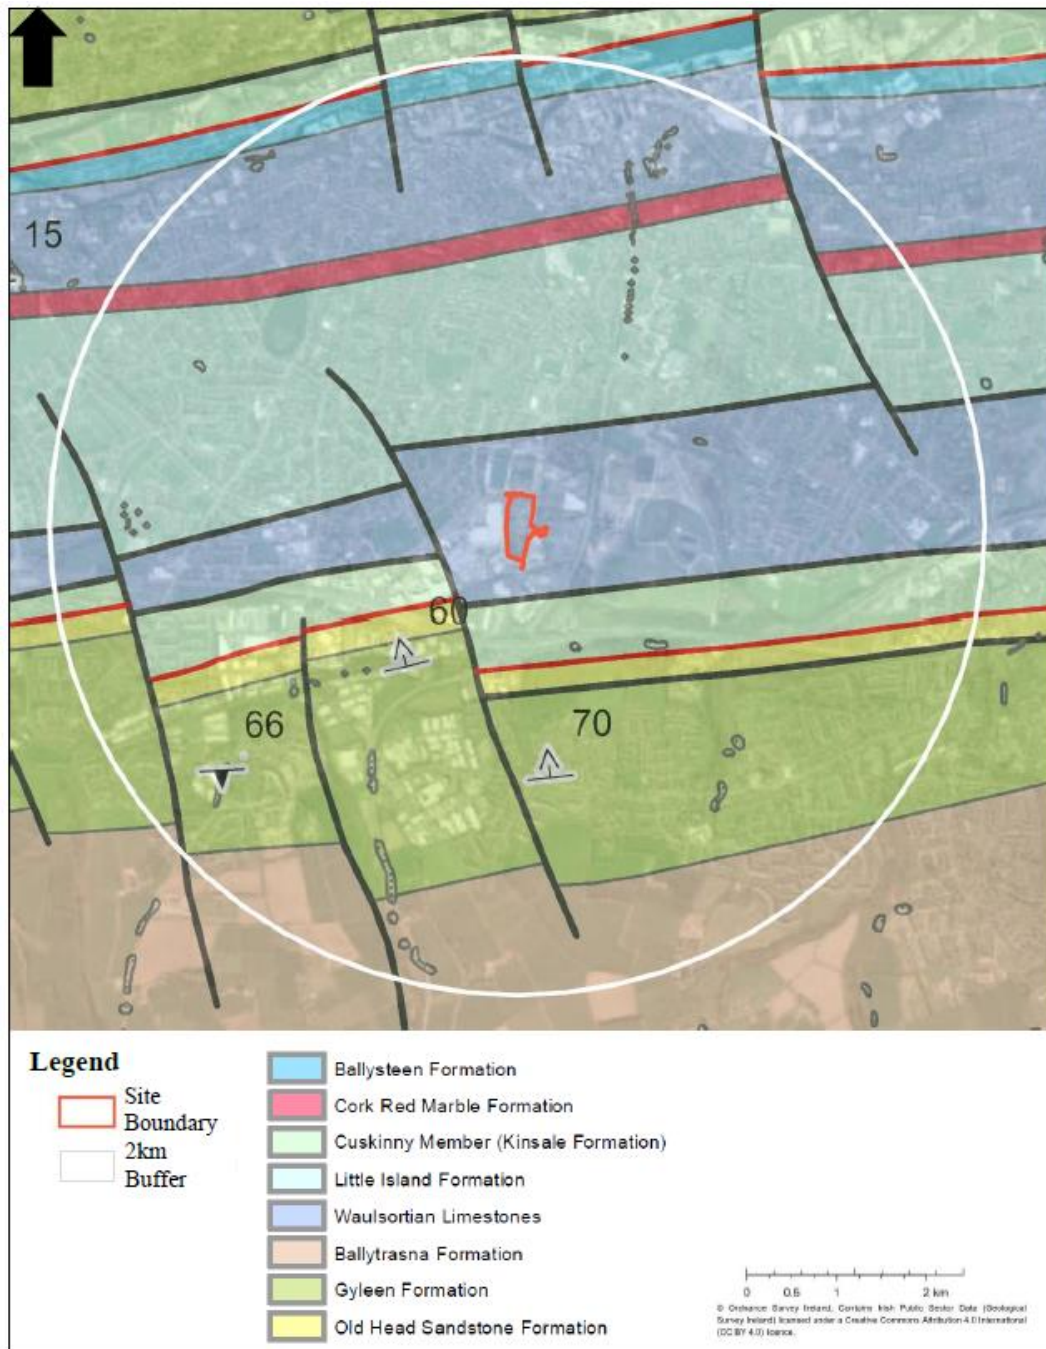 15
60
66
70
Legend
Site
Boundary
2km
Buffer
Ballysteen Formation
Cork Red Marble Formation
Cuskinny Member (Kinsale Formation)
Little Island Formation
Waulsortian Limestones
Ballytrasna Formation
Gyleen Formation
Old Head Sandstone Formation
0 0.5 1 2 km
© Ordnance Survey Ireland, Contains Irish Public Sector Data (Geological
Survey Ireland) licensed under a Creative Commons Attribution 4.0 International
(CC BY 4.0) licence.